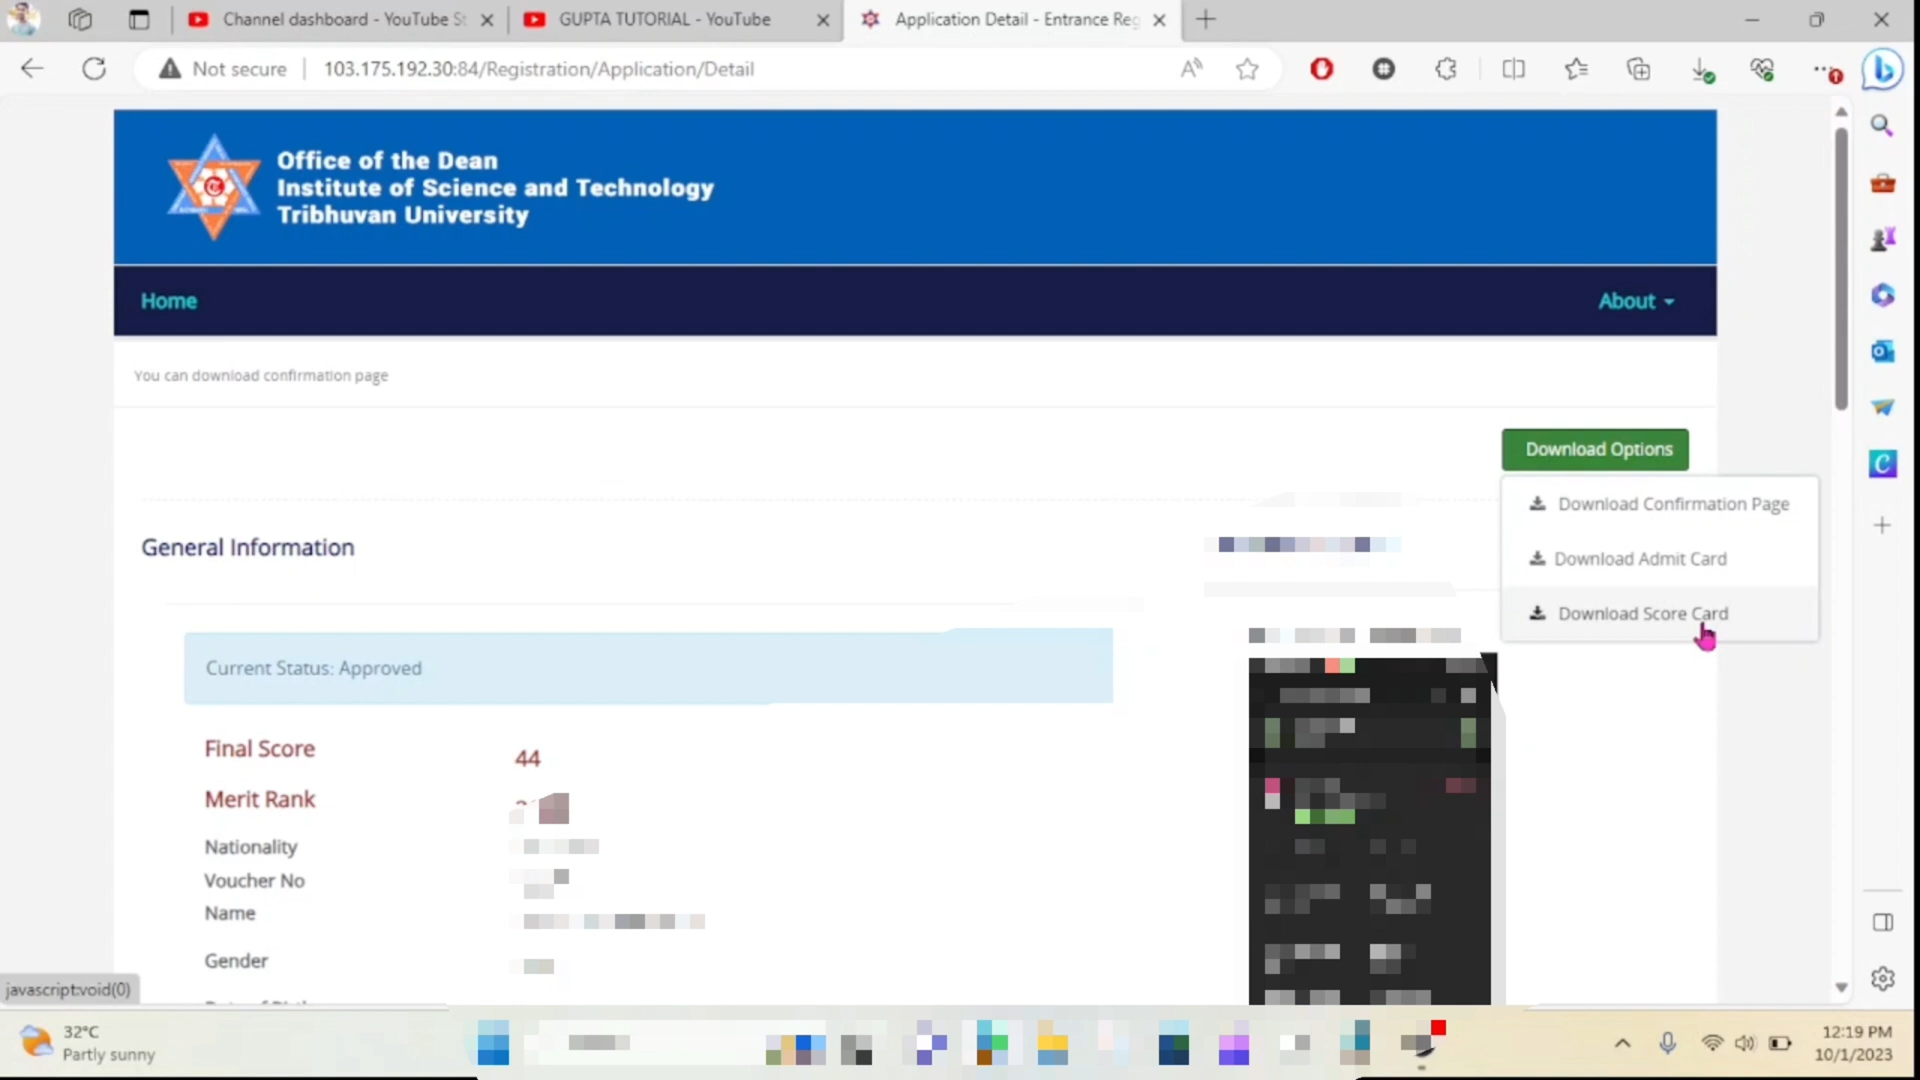 Channel dashboard - YouTube St
GUPTA TUTORIAL - YouTube
Application Detail - Entrance Reg
Not secure
103.175.192.30:84/Registration/Application/Detail
Office of the Dean
Institute of Science and Technology
Tribhuvan University
Home
About
You can download confirmation page
Download Options
Download Confirmation Page
Download Admit Card
Download Score Card
General Information
Current Status: Approved
Final Score
44
Merit Rank
Nationality
Voucher No
Name
Gender
javascript:void(0)
32°C
Partly sunny
12:19 PM
10/1/2023